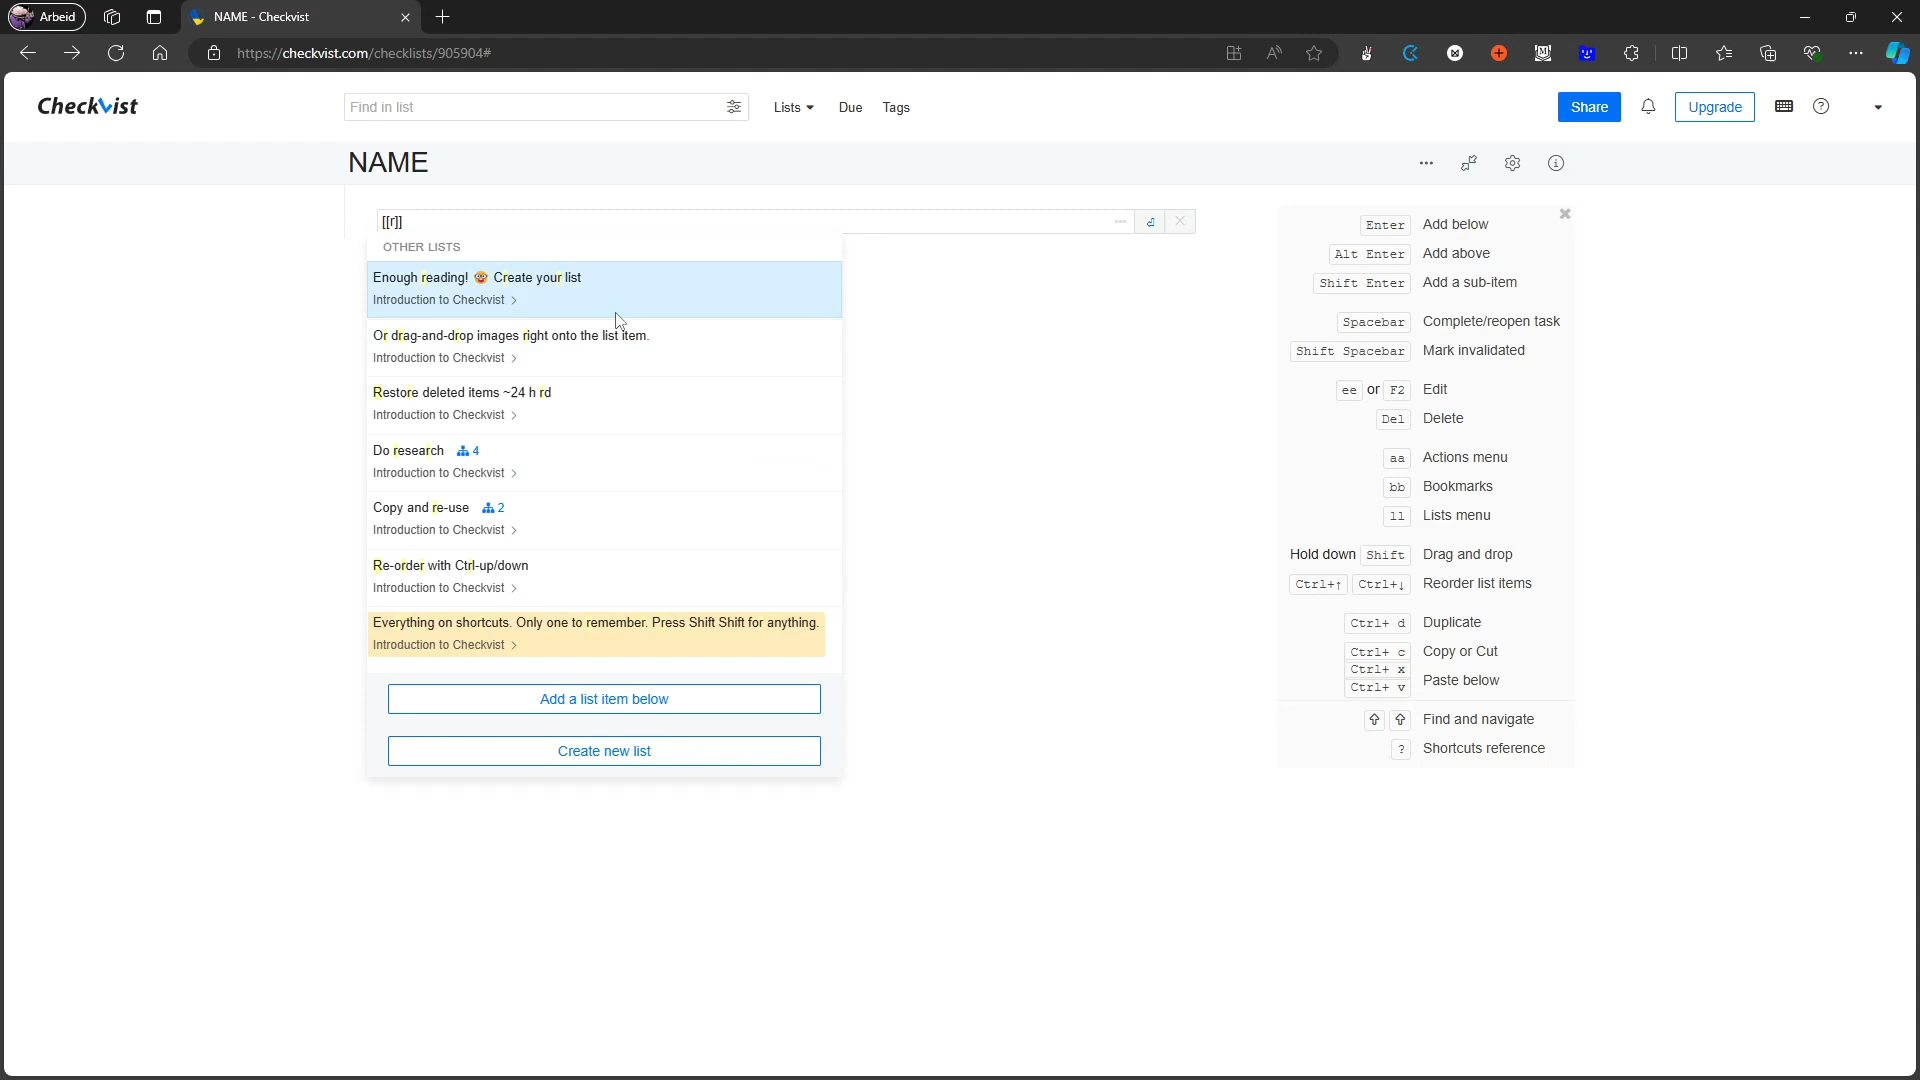 Arbeid
NAME - Checkvist
https://checkvist.com/checklists/905904#
Checkvist
Find in list
Lists
Due
Tags
Share
Upgrade
NAME
[[r]]
OTHER LISTS
Enough reading! 🤓 Create your list
Introduction to Checkvist >
Or drag-and-drop images right onto the list item.
Introduction to Checkvist >
Restore deleted items ~24 h rd
Introduction to Checkvist >
Do research 4
Introduction to Checkvist >
Copy and re-use 2
Introduction to Checkvist >
Re-order with Ctrl-up/down
Introduction to Checkvist >
Everything on shortcuts. Only one to remember. Press Shift Shift for anything.
Introduction to Checkvist >
Add a list item below
Create new list
Enter Add below
Alt Enter Add above
Shift Enter Add a sub-item
Spacebar Complete/reopen task
Shift Spacebar Mark invalidated
ee or F2 Edit
Del Delete
aa Actions menu
bb Bookmarks
ll Lists menu
Hold down Shift Drag and drop
Ctrl+↑ Ctrl+↓ Reorder list items
Ctrl+ d Duplicate
Ctrl+ c Copy or Cut
Ctrl+ x
Ctrl+ v Paste below
⇧ ⇧ Find and navigate
? Shortcuts reference